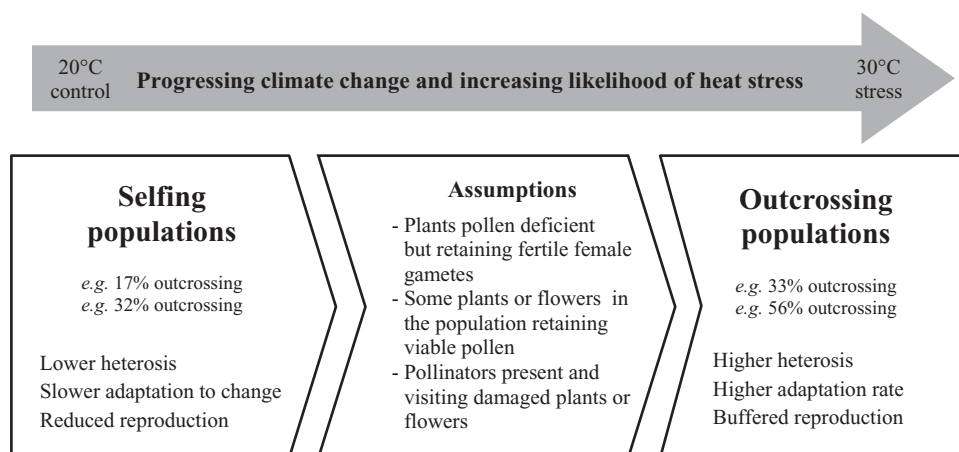 20°C
control
Progressing climate change and increasing likelihood of heat stress
30°C
stress
Selfing
populations
e.g. 17% outcrossing
e.g. 32% outcrossing
Lower heterosis
Slower adaptation to change
Reduced reproduction
Assumptions
- Plants pollen deficient
but retaining fertile female
gametes
- Some plants or flowers in
the population retaining
viable pollen
- Pollinators present and
visiting damaged plants or
flowers
Outcrossing
populations
e.g. 33% outcrossing
e.g. 56% outcrossing
Higher heterosis
Higher adaptation rate
Buffered reproduction